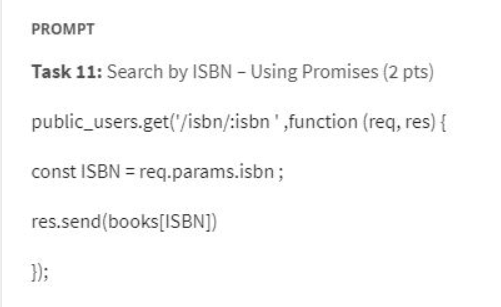 PROMPT
Task 11: Search by ISBN – Using Promises (2 pts)
public_users.get('/isbn/:isbn ' ,function (req, res) {
const ISBN = req.params.isbn ;
res.send(books[ISBN])
});